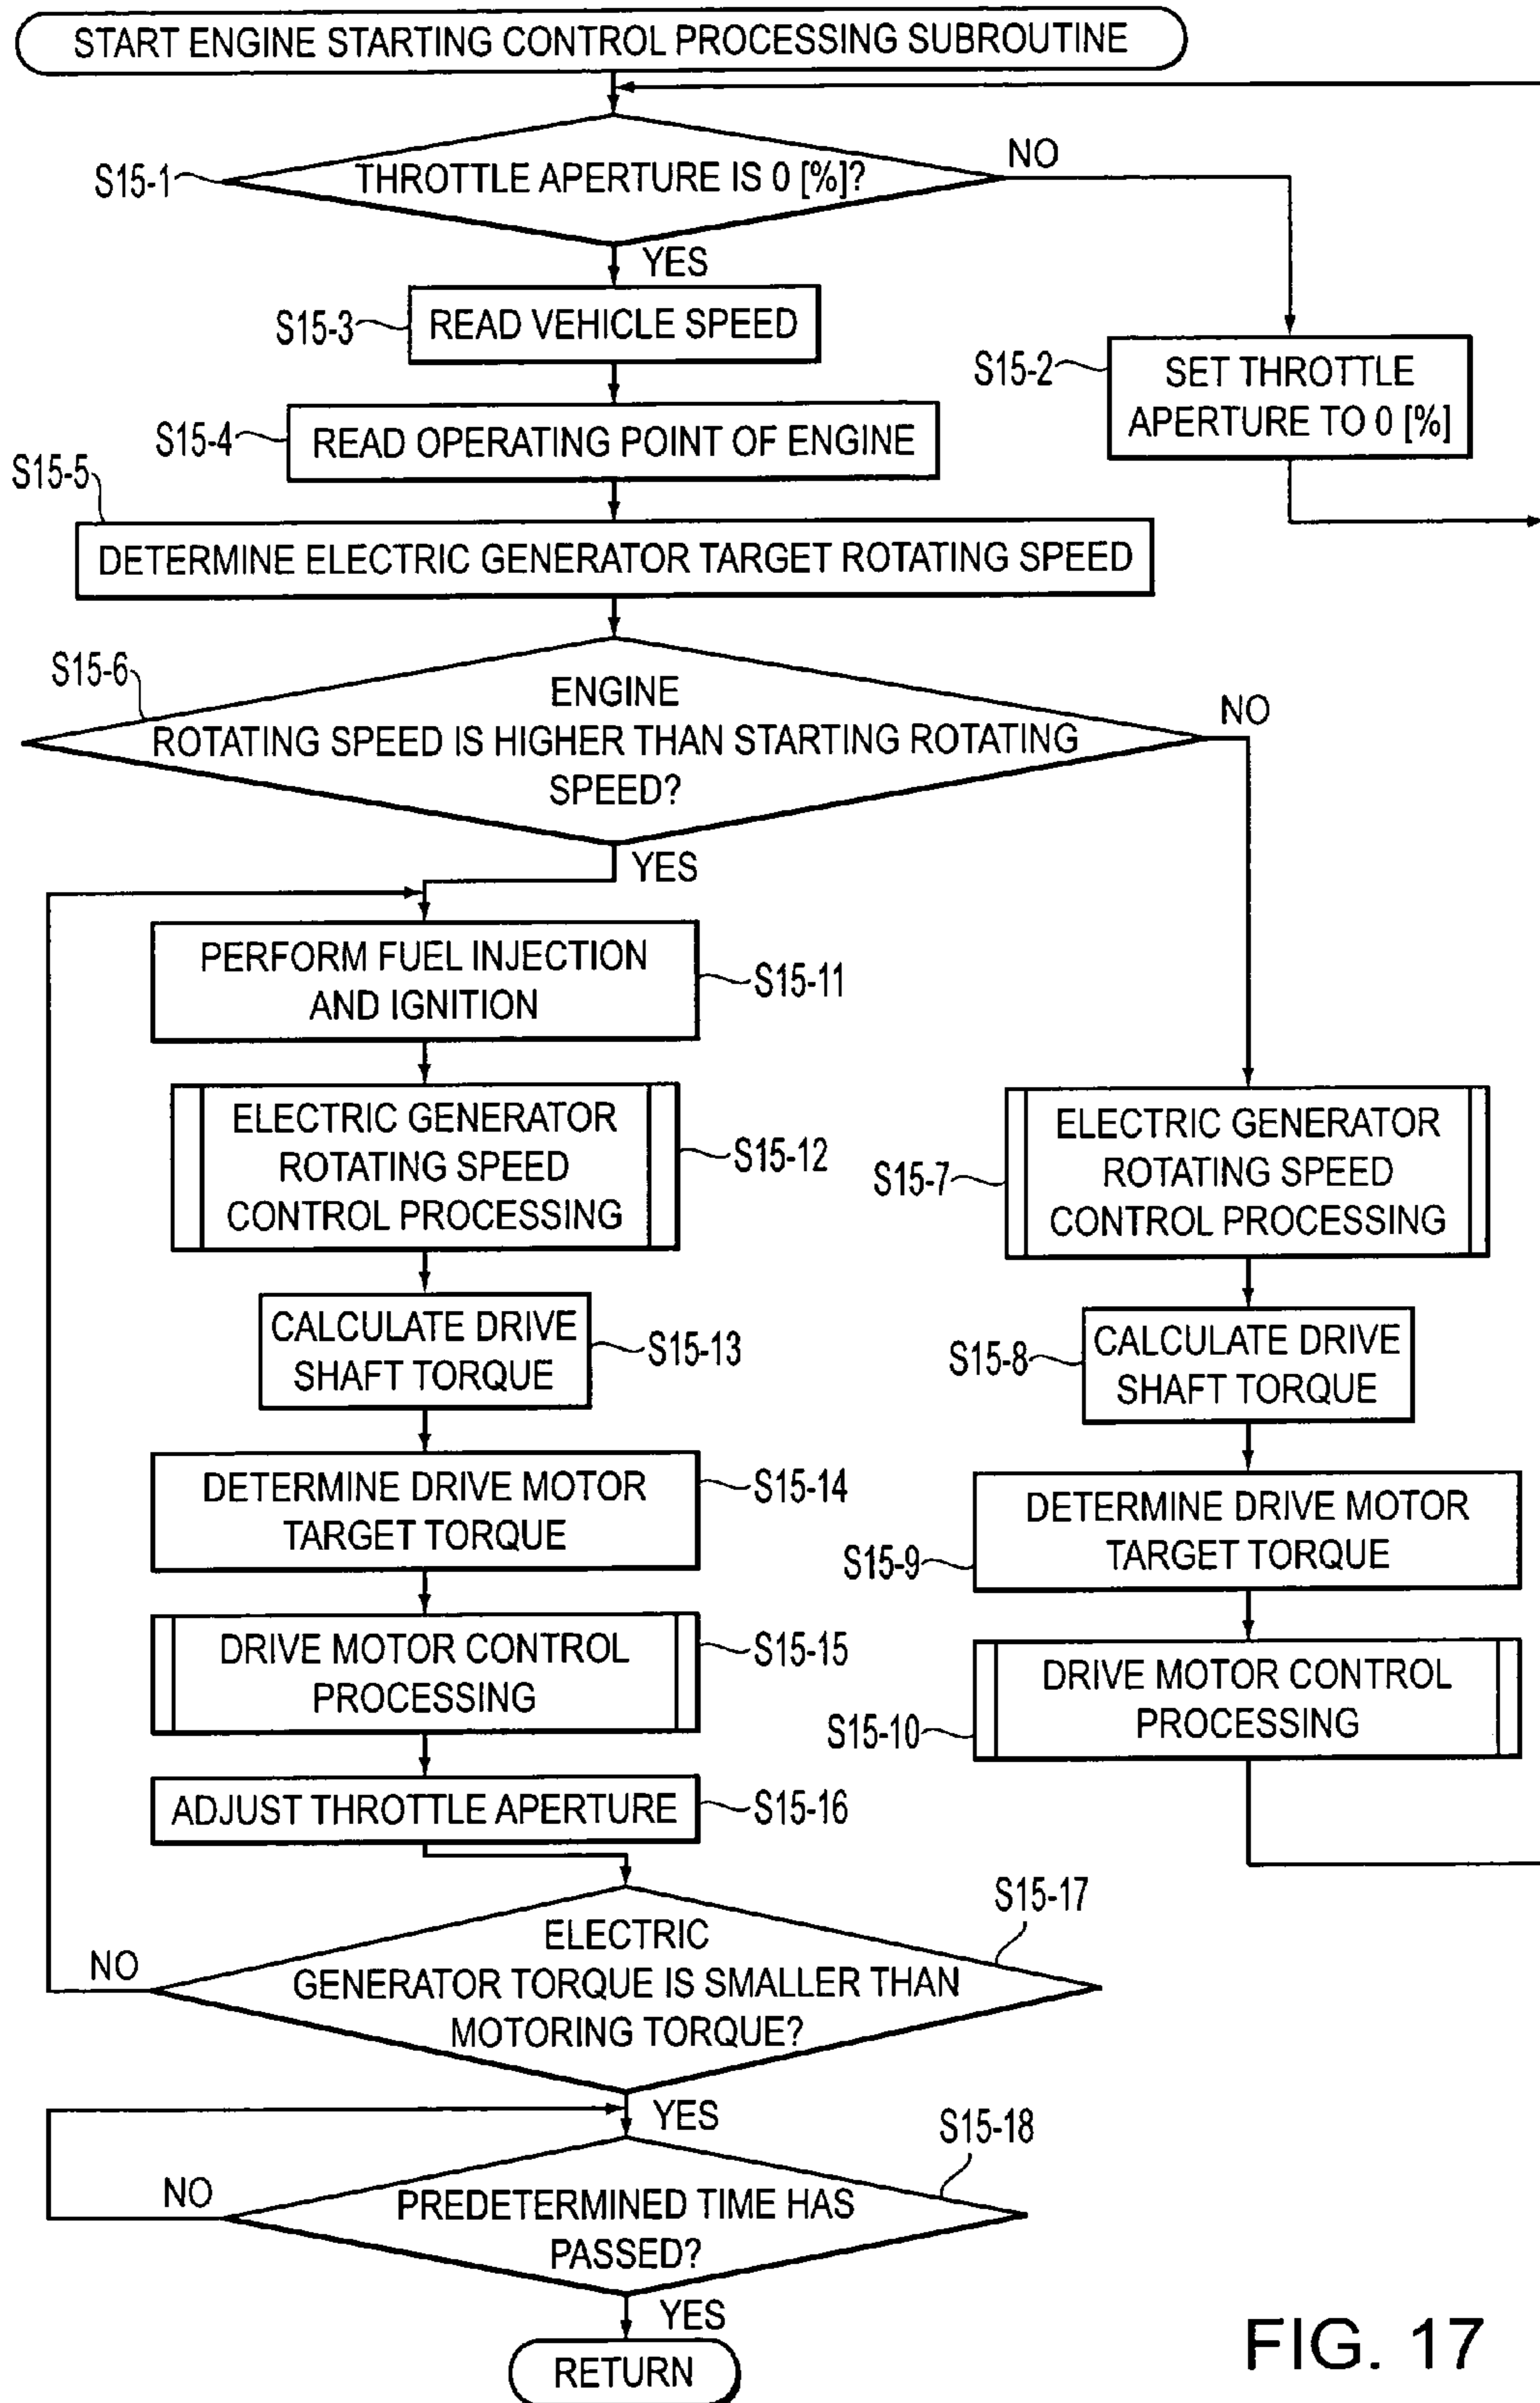 START ENGINE STARTING CONTROL PROCESSING SUBROUTINE
S15-1
THROTTLE APERTURE IS 0 [%]?
NO
YES
S15-3
READ VEHICLE SPEED
S15-2
SET THROTTLE
APERTURE TO 0 [%]
S15-4
READ OPERATING POINT OF ENGINE
S15-5
DETERMINE ELECTRIC GENERATOR TARGET ROTATING SPEED
S15-6
ENGINE
ROTATING SPEED IS HIGHER THAN STARTING ROTATING
SPEED?
NO
YES
PERFORM FUEL INJECTION
AND IGNITION
S15-11
ELECTRIC GENERATOR
ROTATING SPEED
CONTROL PROCESSING
S15-12
S15-7
ELECTRIC GENERATOR
ROTATING SPEED
CONTROL PROCESSING
CALCULATE DRIVE
SHAFT TORQUE
S15-13
S15-8
CALCULATE DRIVE
SHAFT TORQUE
DETERMINE DRIVE MOTOR
TARGET TORQUE
S15-14
S15-9
DETERMINE DRIVE MOTOR
TARGET TORQUE
DRIVE MOTOR CONTROL
PROCESSING
S15-15
S15-10
DRIVE MOTOR CONTROL
PROCESSING
ADJUST THROTTLE APERTURE
S15-16
S15-17
ELECTRIC
GENERATOR TORQUE IS SMALLER THAN
MOTORING TORQUE?
NO
YES
S15-18
PREDETERMINED TIME HAS
PASSED?
NO
YES
RETURN
FIG. 17